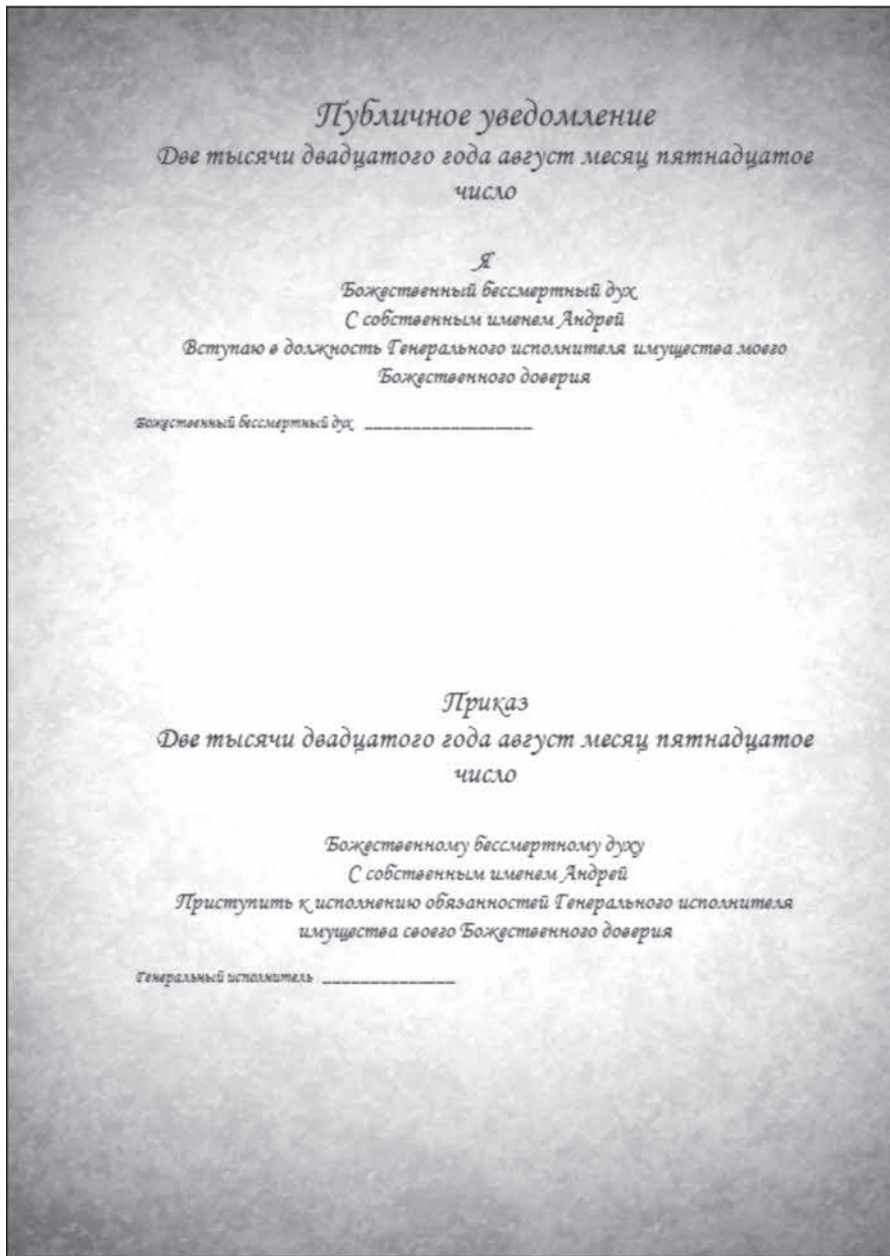 Публичное уведомление
Две тысячи двадцатого года август месяц пятнадцатое
число
Я
Божественный бессмертный дух
С собственным именем Андрей
Вступаю в должность Генерального исполнителя имущества моего
Божественного доверия
Божественный бессмертный дух __________________
Приказ
Две тысячи двадцатого года август месяц пятнадцатое
число
Божественному бессмертному духу
С собственным именем Андрей
Приступить к исполнению обязанностей Генерального исполнителя
имущества своего Божественного доверия
Генеральный исполнитель ______________